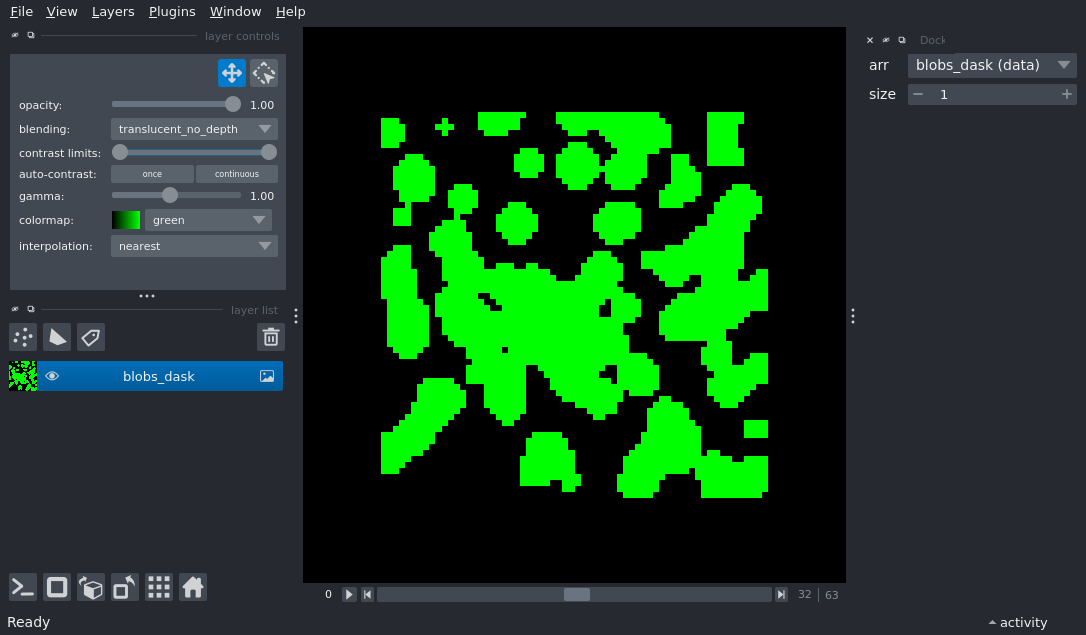 File View Layers Plugins Window Help
layer controls
opacity: 1.00
blending: translucent_no_depth
contrast limits:
auto-contrast: once continuous
gamma: 1.00
colormap: green
interpolation: nearest
layer list
blobs_dask
0 32 63
Dock
arr blobs_dask (data)
size 1
Ready
activity